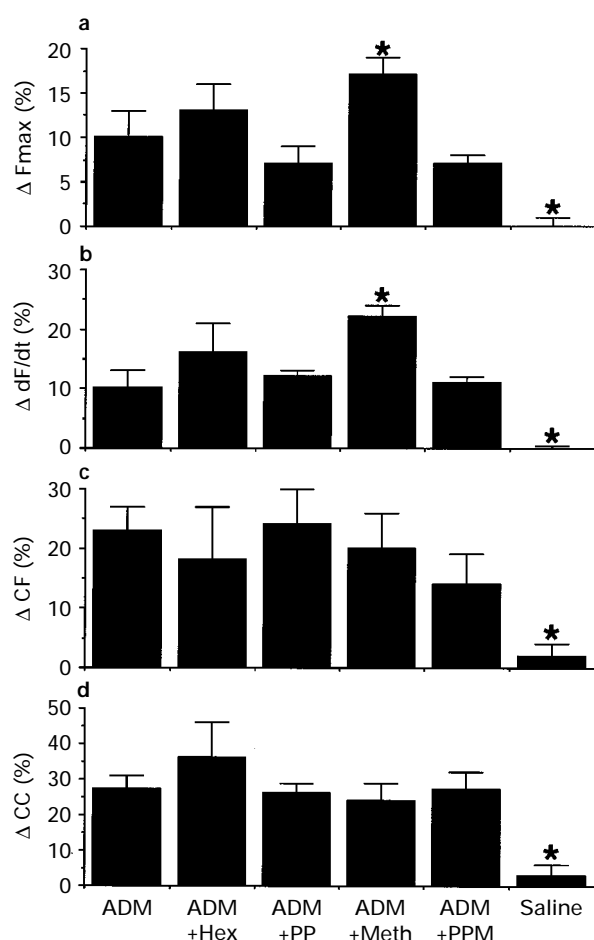 a
Δ Fmax (%)
20
15
10
5
0
*
*
b
Δ dF/dt (%)
30
20
10
0
*
*
c
Δ CF (%)
30
20
10
0
*
d
Δ CC (%)
50
40
30
20
10
0
*
ADM
ADM
+Hex
ADM
+PP
ADM
+Meth
ADM
+PPM
Saline